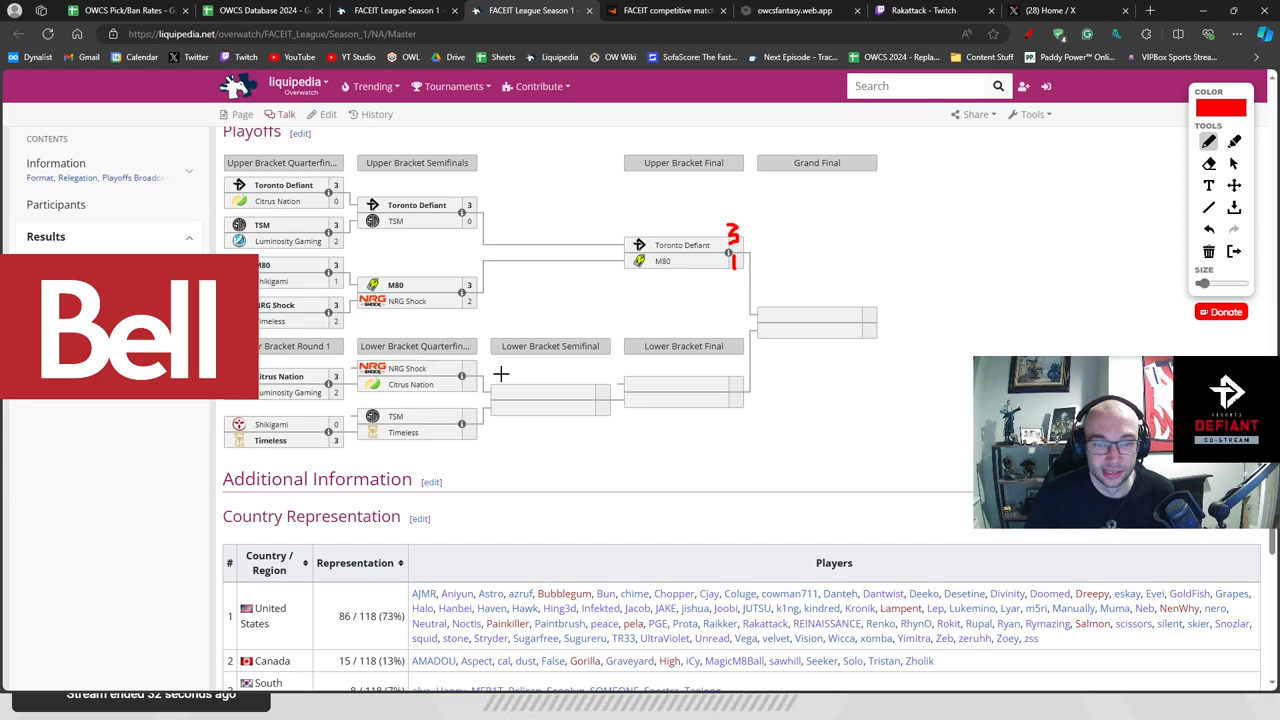 OWCS Pick/Ban Rates - G
OWCS Database 2024 - G
FACEIT League Season 1 -
FACEIT League Season 1 -
FACEIT competitive mat
owcsfantasy.web.app
Rakattack - Twitch
(28) Home / X
https://liquipedia.net/overwatch/FACEIT_League/Season_1/NA/Master
Dynalist
Gmail
Calendar
Twitter
Twitch
YouTube
YT Studio
OWL
Sheets
Liquipedia
OW Wiki
SofaScore: The Fast...
Next Episode - Trac...
OWCS 2024 - Repla...
Content Stuff
Paddy Power™ Onli...
VIPBox Sports Strea...
liquipedia
Overwatch
Trending
Tournaments
Contribute
Search
Page
Talk
Edit
History
Share
Tools
CONTENTS
Information
Format, Relegation, Playoffs Broadca
Participants
Results
Playoffs [edit]
Upper Bracket Quarterfin...
Upper Bracket Semifinals
Upper Bracket Final
Grand Final
Toronto Defiant 3
Citrus Nation 0
TSM 3
Luminosity Gaming 2
M80 3
Shikigami 1
NRG Shock 3
Timeless 2
Toronto Defiant 3
TSM 0
M80 3
NRG Shock 2
Toronto Defiant 3
M80 1
er Bracket Round 1
Lower Bracket Quarterfin...
Lower Bracket Semifinal
Lower Bracket Final
Citrus Nation 3
Luminosity Gaming 2
Shikigami 0
Timeless 3
NRG Shock
Citrus Nation
TSM
Timeless
Additional Information [edit]
Country Representation [edit]
# Country / Region Representation Players
1 United States 86 / 118 (73%)
AJMR, Aniyun, Astro, azruf, Bubblegum, Bun, chime, Chopper, Cjay, Coluge, cowman711, Danteh, Dantwist, Deeko, Desetine, Divinity, Doomed, Dreepy, eskay, Evei, GoldFish, Grapes,
Halo, Hanbei, Haven, Hawk, Hing3d, Infekted, Jacob, JAKE, jishua, Joobi, JUTSU, k1ng, kindred, Kronik, Lampent, Lep, Lukemino, Lyar, m5ri, Manually, Muma, Neb, NenWhy, nero,
Neutral, Noctis, Painkiller, Paintbrush, peace, pela, PGE, Prota, Raikker, Rakattack, REINAISSANCE, Renko, RhynO, Rokit, Rupal, Ryan, Rymazing, Salmon, scissors, silent, skier, Snozlar,
squid, stone, Stryder, Sugarfree, Sugureru, TR33, UltraViolet, Unread, Vega, velvet, Vision, Wicca, xomba, Yimitra, Zeb, zeruhh, Zoey, zss
2 Canada 15 / 118 (13%)
AMADOU, Aspect, cal, dust, False, Gorilla, Graveyard, High, iCy, MagicM8Ball, sawhill, Seeker, Solo, Tristan, Zholik
South
Bell
COLOR
TOOLS
SIZE
Donate
TORONTO
DEFIANT
CO-STREAM
Stream ended 32 seconds ago